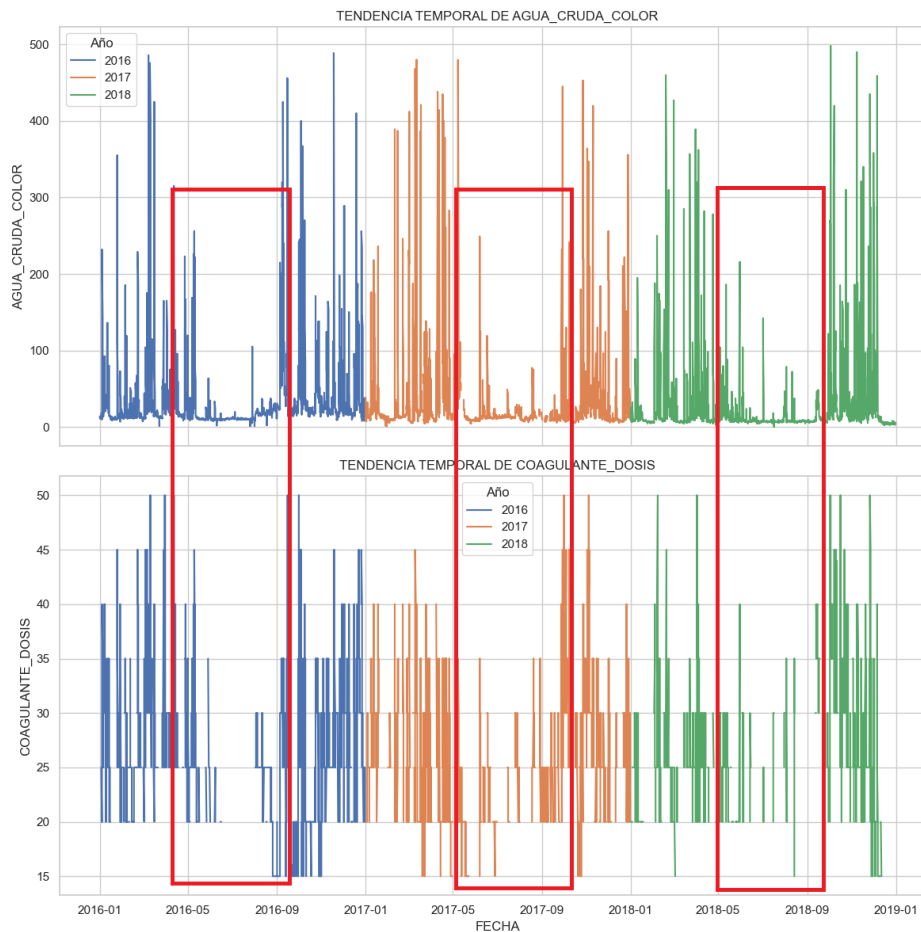 TENDENCIA TEMPORAL DE AGUA_CRUDA_COLOR
Año
2016
2017
2018
500
400
300
200
100
0
AGUA_CRUDA_COLOR
TENDENCIA TEMPORAL DE COAGULANTE_DOSIS
Año
2016
2017
2018
50
45
40
35
30
25
20
15
COAGULANTE_DOSIS
2016-01 2016-05 2016-09 2017-01 2017-05 2017-09 2018-01 2018-05 2018-09 2019-01
FECHA